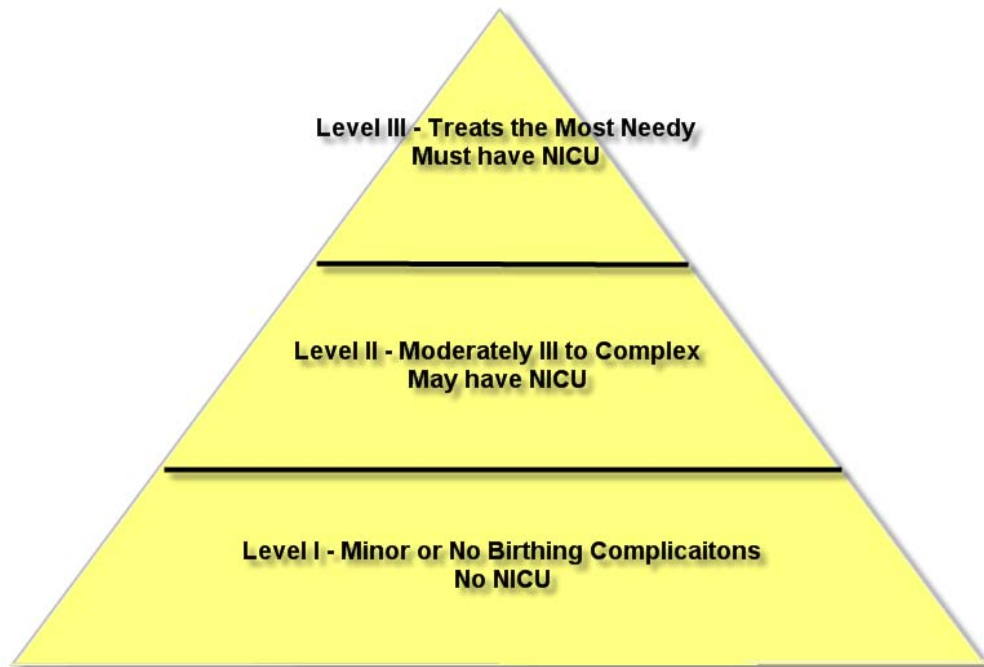 Level III - Treats the Most Needy
Must have NICU
Level II - Moderately Ill to Complex
May have NICU
Level I - Minor or No Birthing Complicaitons
No NICU